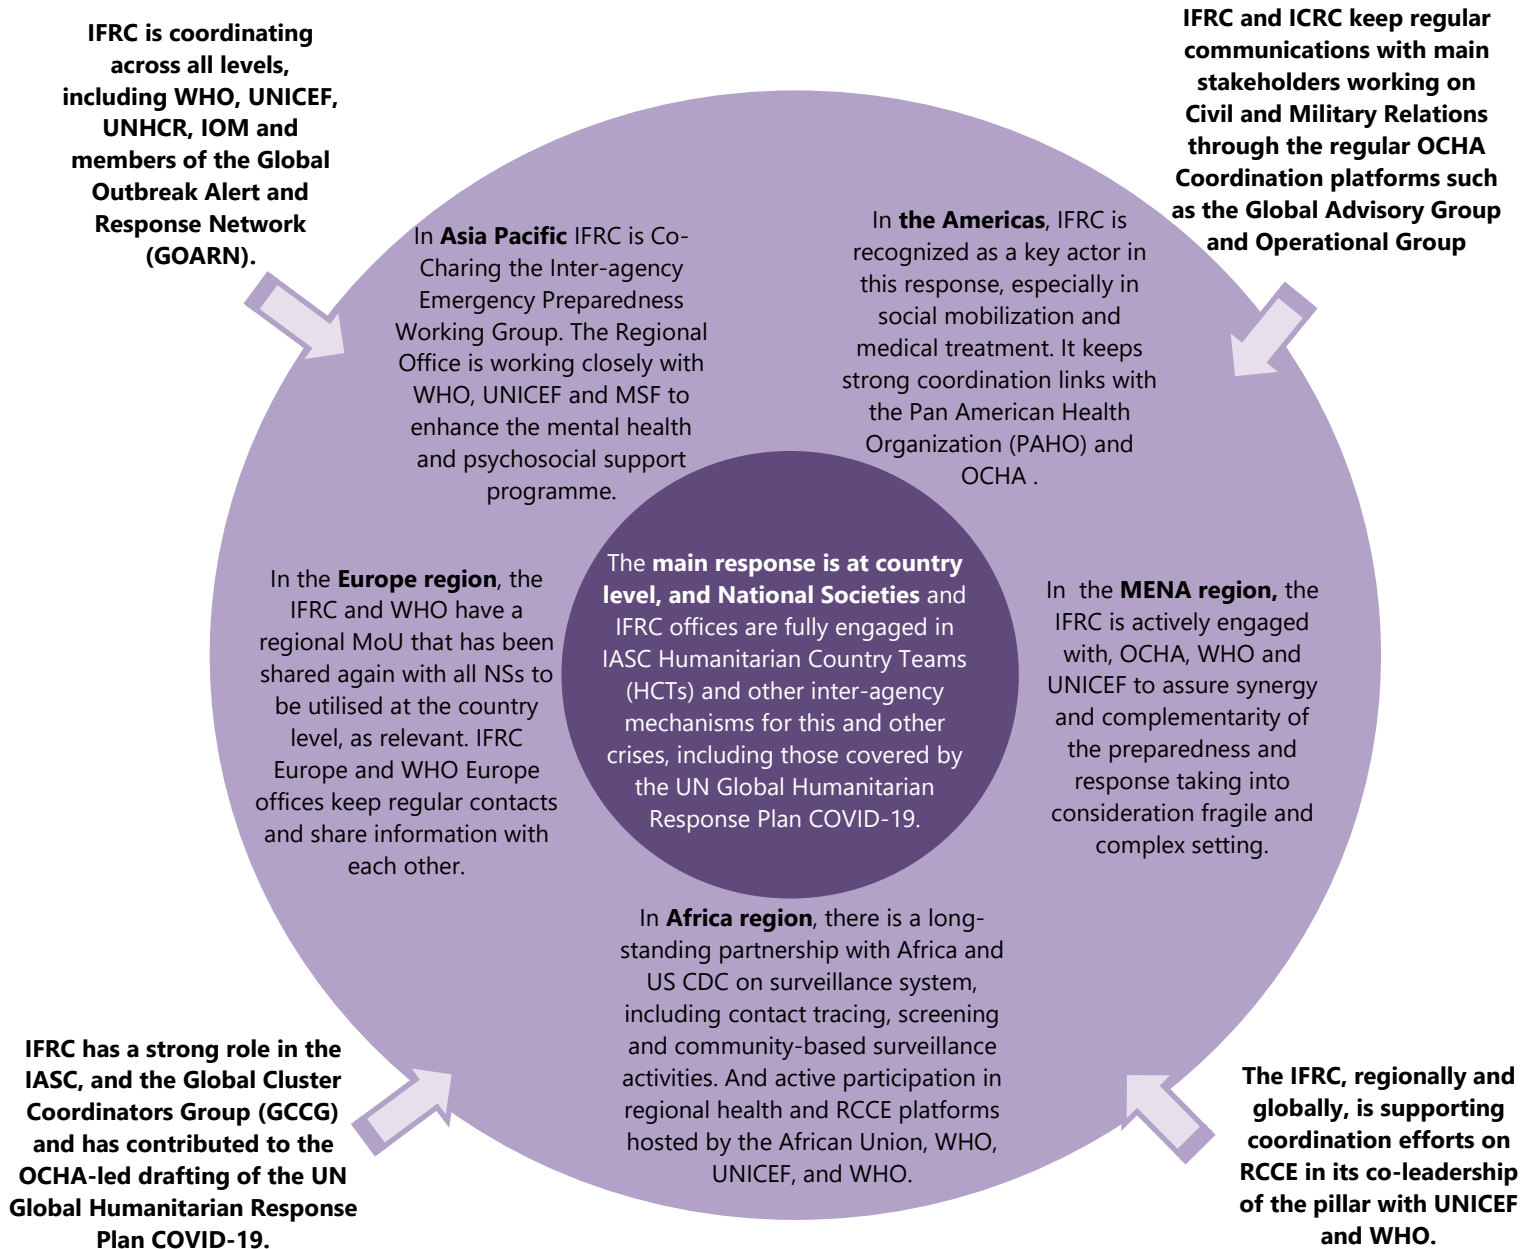 IFRC is coordinating
across all levels,
including WHO, UNICEF,
UNHCR, IOM and
members of the Global
Outbreak Alert and
Response Network
(GOARN).
IFRC and ICRC keep regular
communications with main
stakeholders working on
Civil and Military Relations
through the regular OCHA
Coordination platforms such
as the Global Advisory Group
and Operational Group
In Asia Pacific IFRC is Co-
Charing the Inter-agency
Emergency Preparedness
Working Group. The Regional
Office is working closely with
WHO, UNICEF and MSF to
enhance the mental health
and psychosocial support
programme.
In the Americas, IFRC is
recognized as a key actor in
this response, especially in
social mobilization and
medical treatment. It keeps
strong coordination links with
the Pan American Health
Organization (PAHO) and
OCHA .
In the Europe region, the
IFRC and WHO have a
regional MoU that has been
shared again with all NSs to
be utilised at the country
level, as relevant. IFRC
Europe and WHO Europe
offices keep regular contacts
and share information with
each other.
The main response is at country
level, and National Societies and
IFRC offices are fully engaged in
IASC Humanitarian Country Teams
(HCTs) and other inter-agency
mechanisms for this and other
crises, including those covered by
the UN Global Humanitarian
Response Plan COVID-19.
In the MENA region, the
IFRC is actively engaged
with, OCHA, WHO and
UNICEF to assure synergy
and complementarity of
the preparedness and
response taking into
consideration fragile and
complex setting.
In Africa region, there is a long-
standing partnership with Africa and
US CDC on surveillance system,
including contact tracing, screening
and community-based surveillance
activities. And active participation in
regional health and RCCE platforms
hosted by the African Union, WHO,
UNICEF, and WHO.
IFRC has a strong role in the
IASC, and the Global Cluster
Coordinators Group (GCCG)
and has contributed to the
OCHA-led drafting of the UN
Global Humanitarian Response
Plan COVID-19.
The IFRC, regionally and
globally, is supporting
coordination efforts on
RCCE in its co-leadership
of the pillar with UNICEF
and WHO.